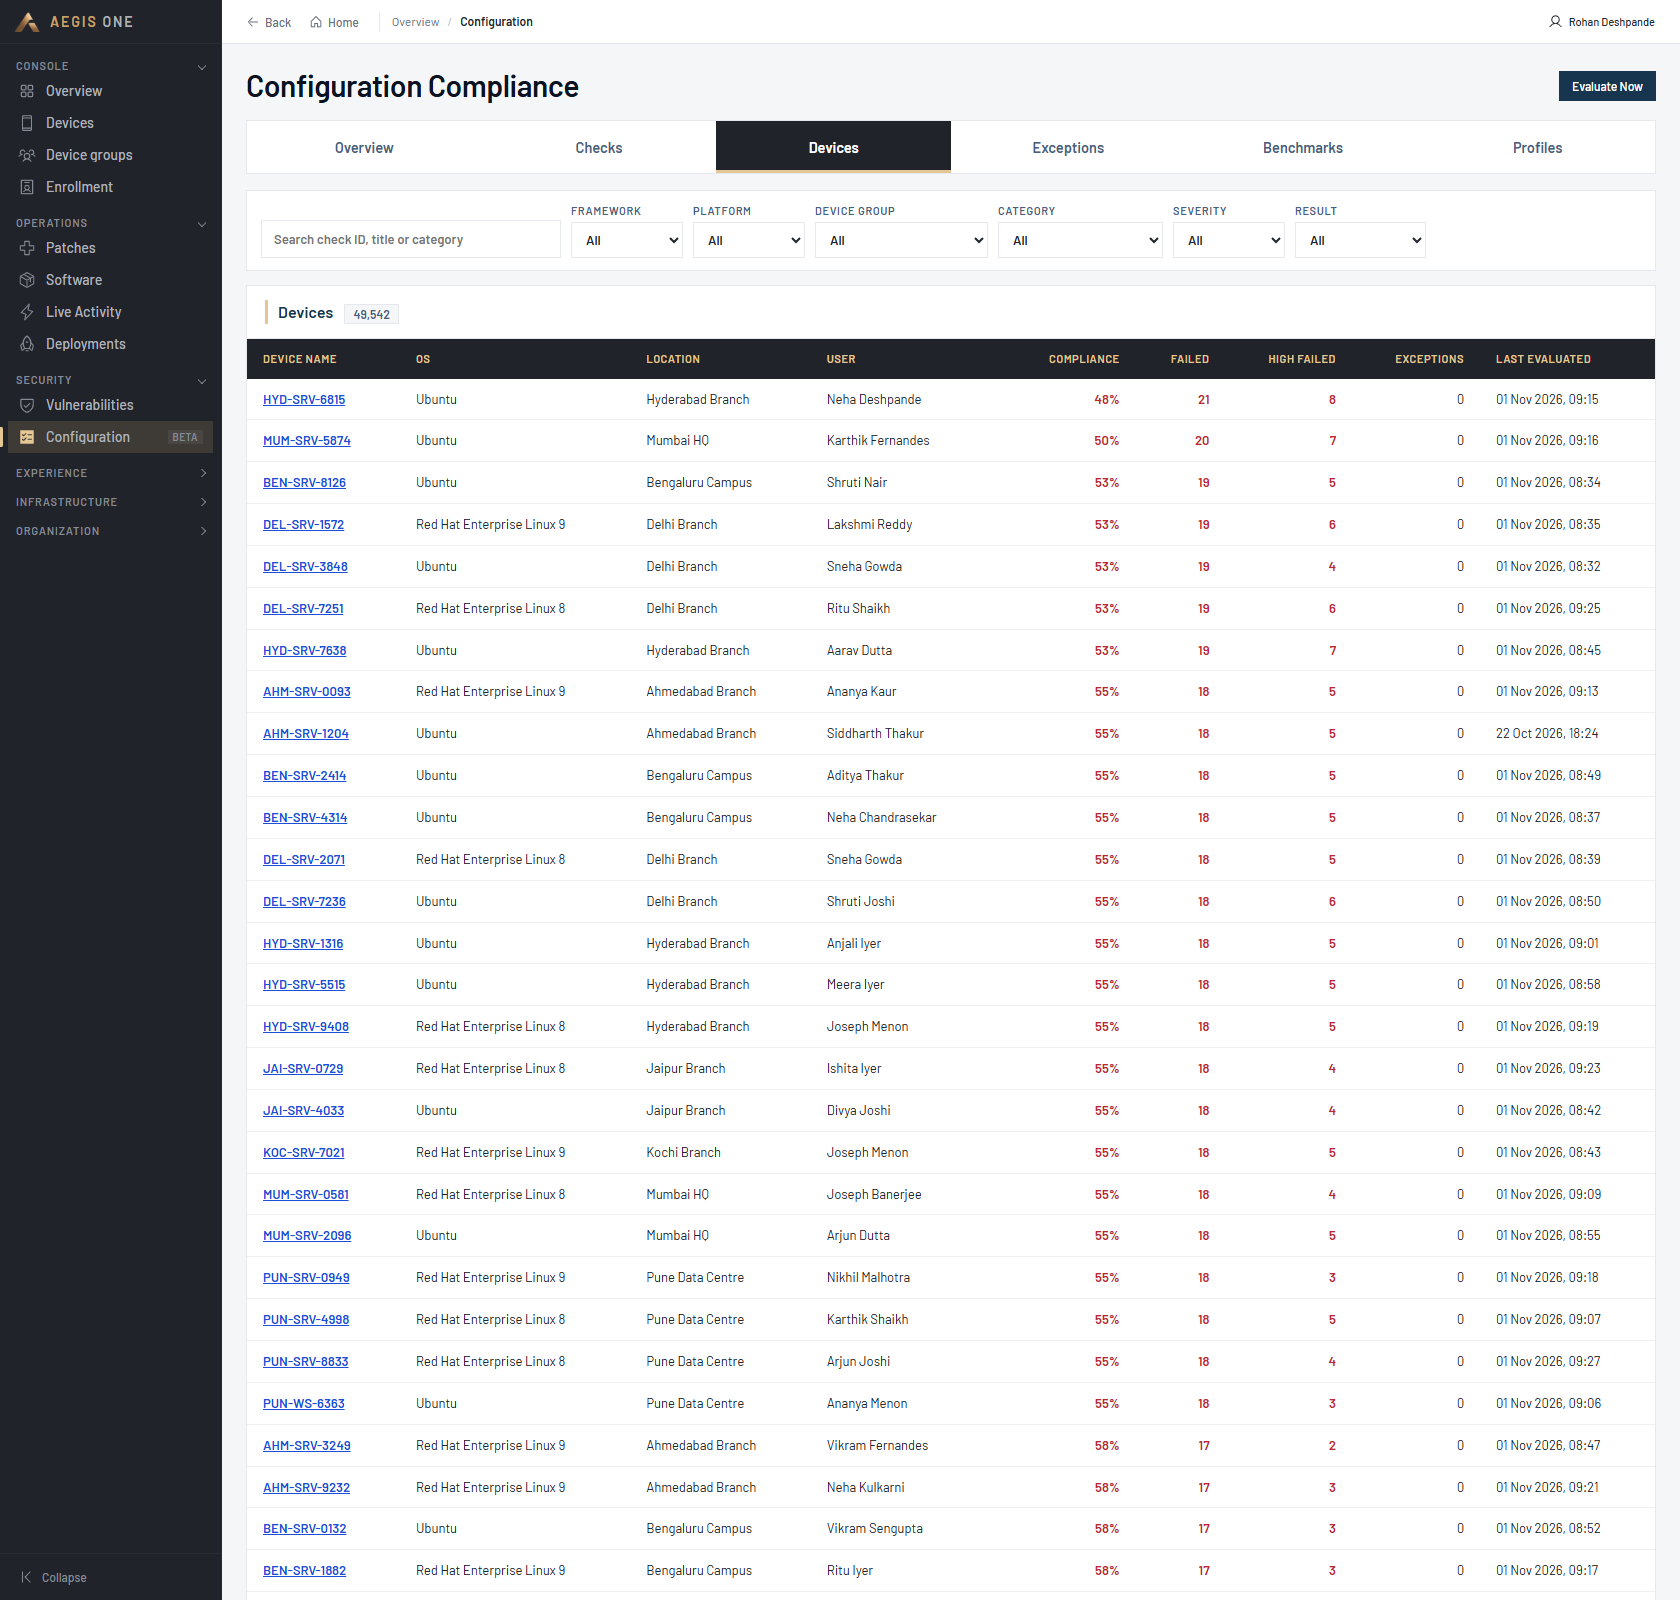 AEGIS ONE
CONSOLE
Overview
Devices
Device groups
Enrollment
OPERATIONS
Patches
Software
Live Activity
Deployments
SECURITY
Vulnerabilities
Configuration BETA
EXPERIENCE
INFRASTRUCTURE
ORGANIZATION
Collapse
Back Home Overview / Configuration Rohan Deshpande
Configuration Compliance Evaluate Now
Overview Checks Devices Exceptions Benchmarks Profiles
FRAMEWORK PLATFORM DEVICE GROUP CATEGORY SEVERITY RESULT
Search check ID, title or category All All All All All All
Devices 49,542
DEVICE NAME OS LOCATION USER COMPLIANCE FAILED HIGH FAILED EXCEPTIONS LAST EVALUATED
HYD-SRV-6815 Ubuntu Hyderabad Branch Neha Deshpande 48% 21 8 0 01 Nov 2026, 09:15
MUM-SRV-5874 Ubuntu Mumbai HQ Karthik Fernandes 50% 20 7 0 01 Nov 2026, 09:16
BEN-SRV-8126 Ubuntu Bengaluru Campus Shruti Nair 53% 19 5 0 01 Nov 2026, 08:34
DEL-SRV-1572 Red Hat Enterprise Linux 9 Delhi Branch Lakshmi Reddy 53% 19 6 0 01 Nov 2026, 08:35
DEL-SRV-3848 Ubuntu Delhi Branch Sneha Gowda 53% 19 4 0 01 Nov 2026, 08:32
DEL-SRV-7251 Red Hat Enterprise Linux 8 Delhi Branch Ritu Shaikh 53% 19 6 0 01 Nov 2026, 09:25
HYD-SRV-7638 Ubuntu Hyderabad Branch Aarav Dutta 53% 19 7 0 01 Nov 2026, 08:45
AHM-SRV-0093 Red Hat Enterprise Linux 9 Ahmedabad Branch Ananya Kaur 55% 18 5 0 01 Nov 2026, 09:13
AHM-SRV-1204 Ubuntu Ahmedabad Branch Siddharth Thakur 55% 18 5 0 22 Oct 2026, 18:24
BEN-SRV-2414 Ubuntu Bengaluru Campus Aditya Thakur 55% 18 5 0 01 Nov 2026, 08:49
BEN-SRV-4314 Ubuntu Bengaluru Campus Neha Chandrasekar 55% 18 5 0 01 Nov 2026, 08:37
DEL-SRV-2071 Red Hat Enterprise Linux 8 Delhi Branch Sneha Gowda 55% 18 5 0 01 Nov 2026, 08:39
DEL-SRV-7236 Ubuntu Delhi Branch Shruti Joshi 55% 18 6 0 01 Nov 2026, 08:50
HYD-SRV-1316 Ubuntu Hyderabad Branch Anjali Iyer 55% 18 5 0 01 Nov 2026, 09:01
HYD-SRV-5515 Ubuntu Hyderabad Branch Meera Iyer 55% 18 5 0 01 Nov 2026, 08:58
HYD-SRV-9408 Red Hat Enterprise Linux 8 Hyderabad Branch Joseph Menon 55% 18 5 0 01 Nov 2026, 09:19
JAI-SRV-0729 Red Hat Enterprise Linux 8 Jaipur Branch Ishita Iyer 55% 18 4 0 01 Nov 2026, 09:23
JAI-SRV-4033 Ubuntu Jaipur Branch Divya Joshi 55% 18 4 0 01 Nov 2026, 08:42
KOC-SRV-7021 Red Hat Enterprise Linux 9 Kochi Branch Joseph Menon 55% 18 5 0 01 Nov 2026, 08:43
MUM-SRV-0581 Red Hat Enterprise Linux 8 Mumbai HQ Joseph Banerjee 55% 18 4 0 01 Nov 2026, 09:09
MUM-SRV-2096 Ubuntu Mumbai HQ Arjun Dutta 55% 18 5 0 01 Nov 2026, 08:55
PUN-SRV-0949 Red Hat Enterprise Linux 9 Pune Data Centre Nikhil Malhotra 55% 18 3 0 01 Nov 2026, 09:18
PUN-SRV-4998 Red Hat Enterprise Linux 8 Pune Data Centre Karthik Shaikh 55% 18 5 0 01 Nov 2026, 09:07
PUN-SRV-8833 Red Hat Enterprise Linux 8 Pune Data Centre Arjun Joshi 55% 18 4 0 01 Nov 2026, 09:27
PUN-WS-6363 Ubuntu Pune Data Centre Ananya Menon 55% 18 3 0 01 Nov 2026, 09:06
AHM-SRV-3249 Red Hat Enterprise Linux 9 Ahmedabad Branch Vikram Fernandes 58% 17 2 0 01 Nov 2026, 08:47
AHM-SRV-9232 Red Hat Enterprise Linux 9 Ahmedabad Branch Neha Kulkarni 58% 17 3 0 01 Nov 2026, 09:21
BEN-SRV-0132 Ubuntu Bengaluru Campus Vikram Sengupta 58% 17 3 0 01 Nov 2026, 08:52
BEN-SRV-1882 Red Hat Enterprise Linux 9 Bengaluru Campus Ritu Iyer 58% 17 3 0 01 Nov 2026, 09:17